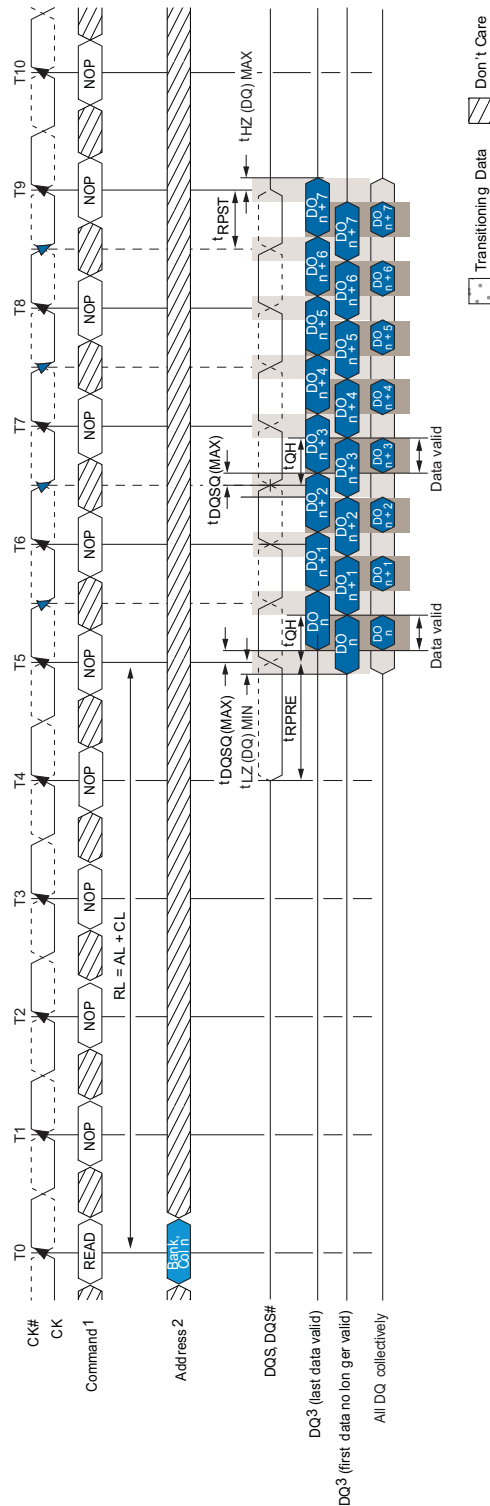 T0 T1 T2 T3 T4 T5 T6 T7 T8 T9 T10
CK#
CK
Command1 READ NOP NOP NOP NOP NOP NOP NOP NOP NOP NOP
RL = AL + CL
Address2 Bank, Col n
tDQSQ (MAX) tDQSQ (MAX)
tLZ (DQ) MIN tRPST tHZ (DQ) MAX
DQS, DQS#
tRPRE tQH tQH
DQ3 (last data valid) DO n DO n + 1 DO n + 2 DO n + 3 DO n + 4 DO n + 5 DO n + 6 DO n + 7
DQ3 (first data no lon ger valid) DO n DO n + 1 DO n + 2 DO n + 3 DO n + 4 DO n + 5 DO n + 6 DO n + 7
All DQ collectively DO n DO n + 1 DO n + 2 DO n + 3 DO n + 4 DO n + 5 DO n + 6 DO n + 7
Data valid Data valid
Transitioning Data Don't Care